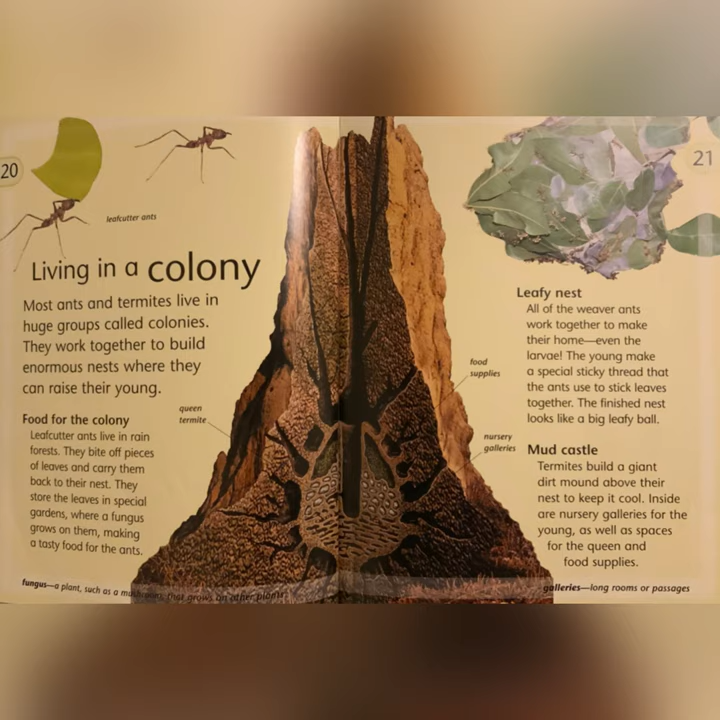 20
leafcutter ants
Living in a colony
Most ants and termites live in
huge groups called colonies.
They work together to build
enormous nests where they
can raise their young.
Food for the colony
Leafcutter ants live in rain
forests. They bite off pieces
of leaves and carry them
back to their nest. They
store the leaves in special
gardens, where a fungus
grows on them, making
a tasty food for the ants.
queen
termite
fungus—a plant, such as a mushroom, that grows on other plants
21
food
supplies
nursery
galleries
Leafy nest
All of the weaver ants
work together to make
their home—even the
larvae! The young make
a special sticky thread that
the ants use to stick leaves
together. The finished nest
looks like a big leafy ball.
Mud castle
Termites build a giant
dirt mound above their
nest to keep it cool. Inside
are nursery galleries for the
young, as well as spaces
for the queen and
food supplies.
galleries—long rooms or passages